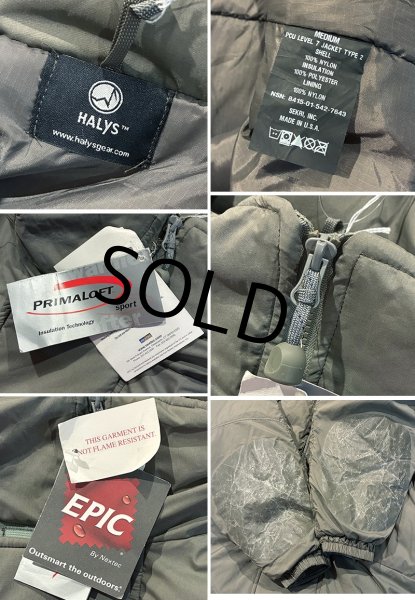 HALYS™
www.halysgear.com
MEDIUM
PCU LEVEL 7 JACKET TYPE 2
SHELL
100% NYLON
INSULATION
100% POLYESTER
LINING
100% NYLON
NSN: 8415-01-542-7643
SEKRI, INC.
MADE IN U.S.A.
PRIMALOFT
sport
Insulation Technology
SOLD
THIS GARMENT IS
NOT FLAME RESISTANT.
EPIC
By Nextec
Outsmart the outdoors